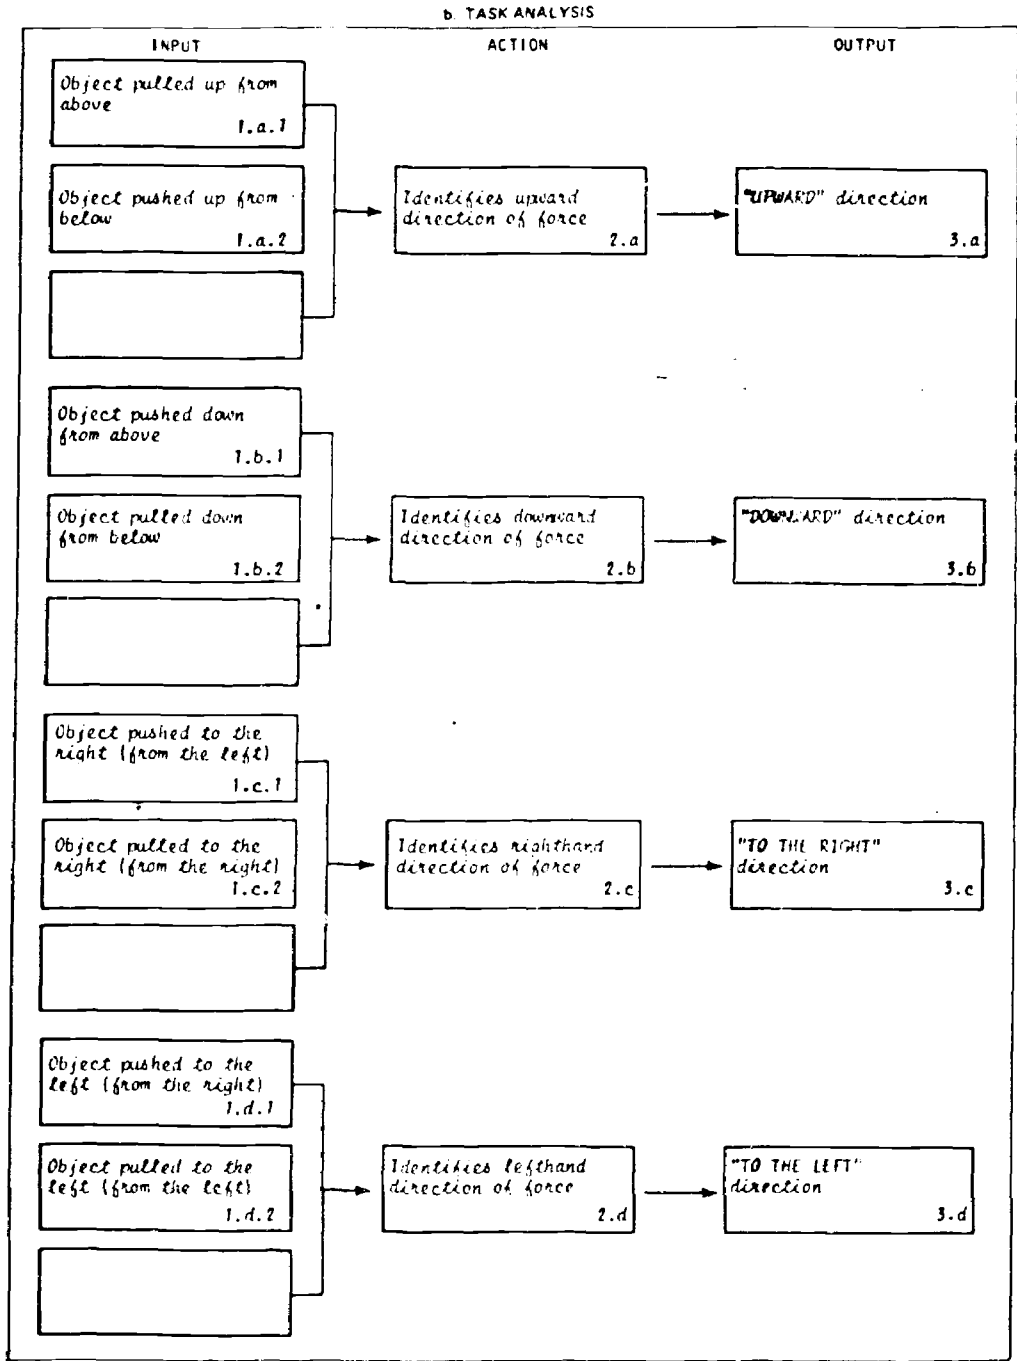 b. TASK ANALYSIS
INPUT
ACTION
OUTPUT
Object pulled up from
above
1.a.1
Object pushed up from
below
1.a.2
Identifies upward
direction of force
2.a
"UPWARD" direction
3.a
Object pushed down
from above
1.b.1
Object pulled down
from below
1.b.2
Identifies downward
direction of force
2.b
"DOWNWARD" direction
3.b
Object pushed to the
right (from the left)
1.c.1
Object pulled to the
right (from the right)
1.c.2
Identifies righthand
direction of force
2.c
"TO THE RIGHT"
direction
3.c
Object pushed to the
left (from the right)
1.d.1
Object pulled to the
left (from the left)
1.d.2
Identifies lefthand
direction of force
2.d
"TO THE LEFT"
direction
3.d